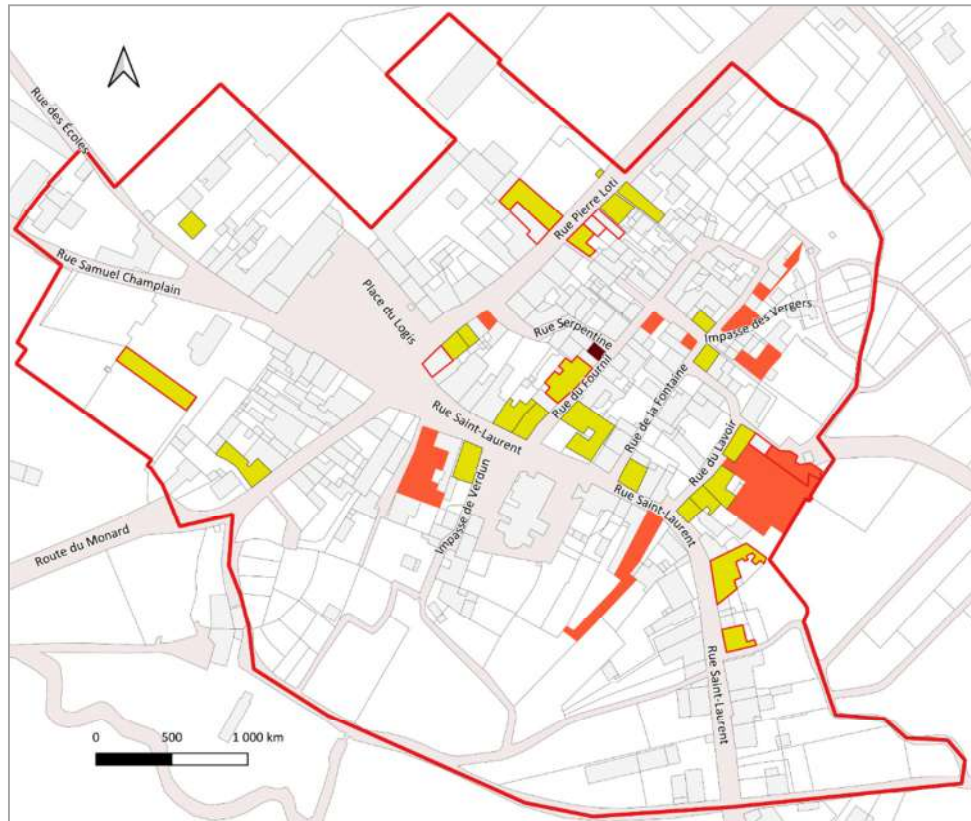 Rue des Écoles
Rue Pierre Loti
Rue Samuel Champlain
Place du Logis
Rue Serpentine
Impasse des Vergers
Rue du Fournil
Rue de la Fontaine
Rue Saint-Laurent
Rue du Lavoir
Rue Saint-Laurent
Impasse de Verdun
Route du Monard
Rue Saint-Laurent
0 500 1 000 km